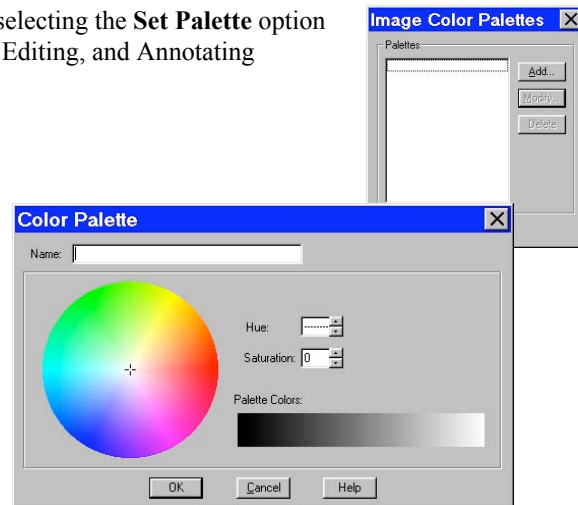 selecting the Set Palette option
Editing, and Annotating
Image Color Palettes
Palettes
Add...
Modify...
Delete
Color Palette
Name:
Hue:
Saturation: 0
Palette Colors:
OK Cancel Help